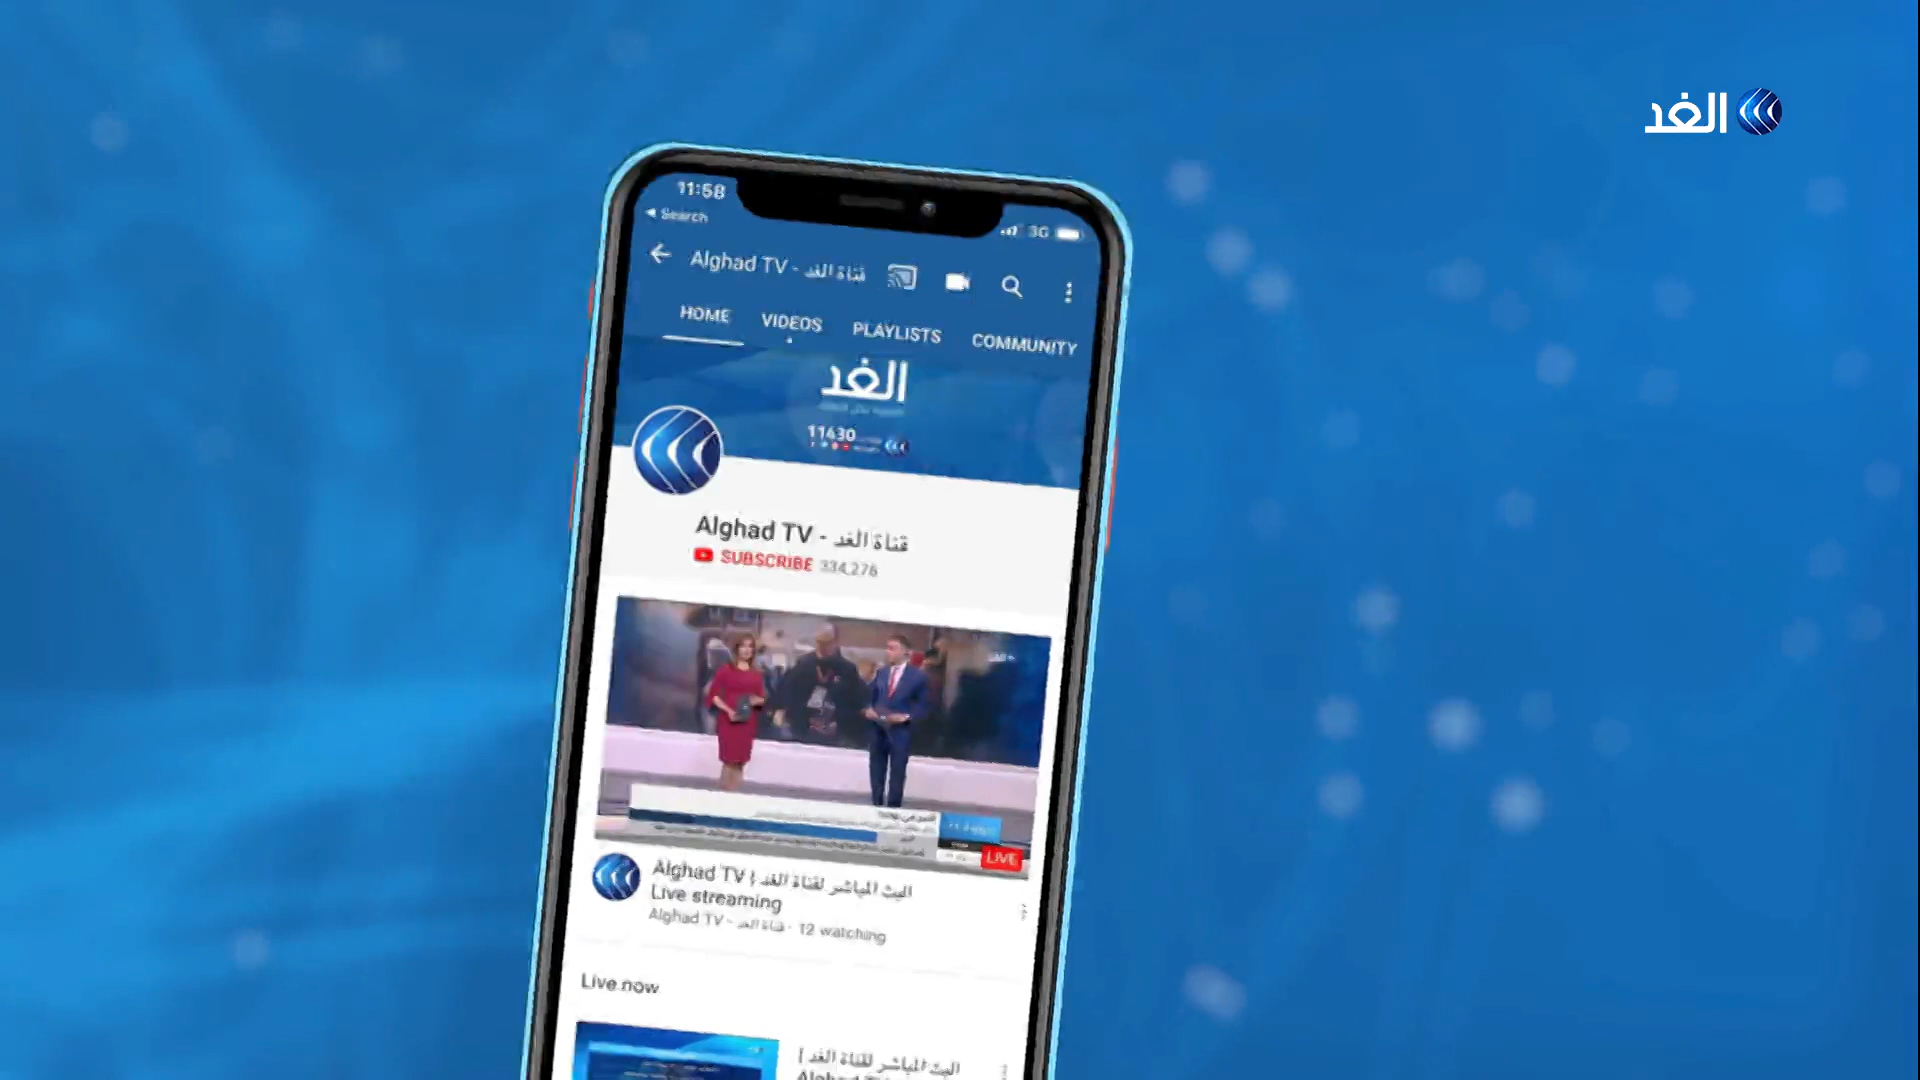 الغد
11:58
Search
3G
Alghad TV - قناة الغد
HOME VIDEOS PLAYLISTS COMMUNITY
الغد
11430
Alghad TV - قناة الغد
SUBSCRIBE 334,276
LIVE
Alghad TV | البث المباشر لقناة الغد
Live streaming
Alghad TV - قناة الغد · 12 watching
Live now
البث المباشر لقناة الغد |